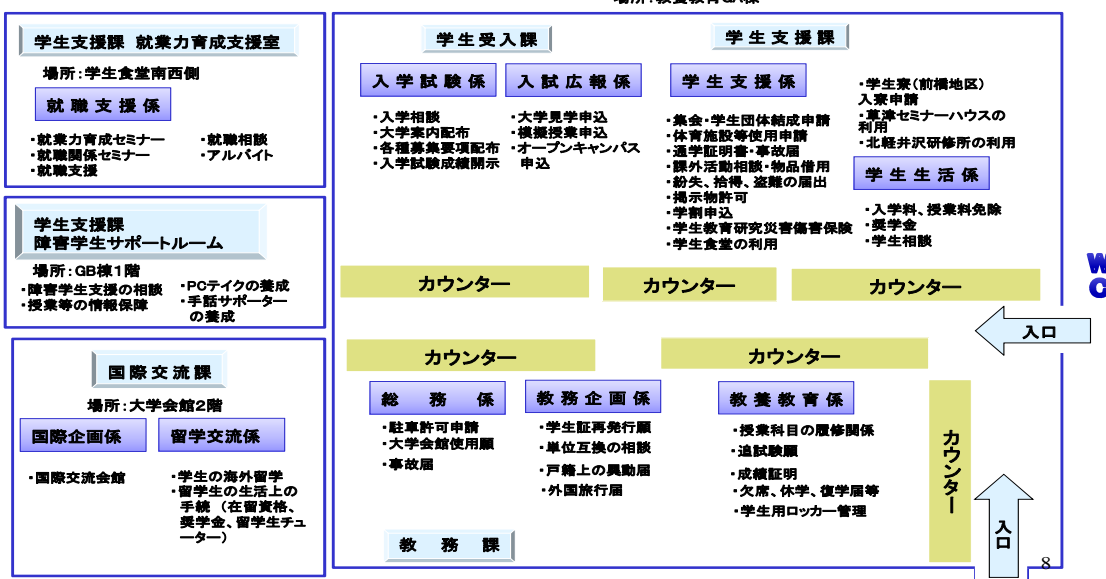 場所:教養教育GA棟
学生支援課 就業力育成支援室
場所:学生食堂南西側
就職支援係
・就業力育成セミナー
・就職関係セミナー
・就職支援
・就職相談
・アルバイト
学生支援課
障害学生サポートルーム
場所:GB棟1階
・障害学生支援の相談
・授業等の情報保障
・PCテイクの養成
・手話サポーター
の養成
国際交流課
場所:大学会館2階
国際企画係
・国際交流会館
留学交流係
・学生の海外留学
・留学生の生活上の
手続 (在留資格、
奨学金、留学生チュ
ーター)
学生受入課
入学試験係
・入学相談
・大学案内配布
・各種募集要項配布
・入学試験成績開示
入試広報係
・大学見学申込
・模擬授業申込
・オープンキャンパス
申込
学生支援課
学生支援係
・集会・学生団体結成申請
・体育施設等使用申請
・通学証明書・事故届
・課外活動相談・物品借用
・紛失、拾得、盗難の届出
・掲示物許可
・学割申込
・学生教育研究災害傷害保険
・学生食堂の利用
・学生寮(前橋地区)
入寮申請
・草津セミナーハウスの
利用
・北軽井沢研修所の利用
学生生活係
・入学料、授業料免除
・奨学金
・学生相談
カウンター
カウンター
カウンター
入口
カウンター
カウンター
総務係
・駐車許可申請
・大学会館使用願
・事故届
教務企画係
・学生証再発行願
・単位互換の相談
・戸籍上の異動届
・外国旅行届
教養教育係
・授業科目の履修関係
・追試験願
・成績証明
・欠席、休学、復学届等
・学生用ロッカー管理
教務課
カウンター
入口
8